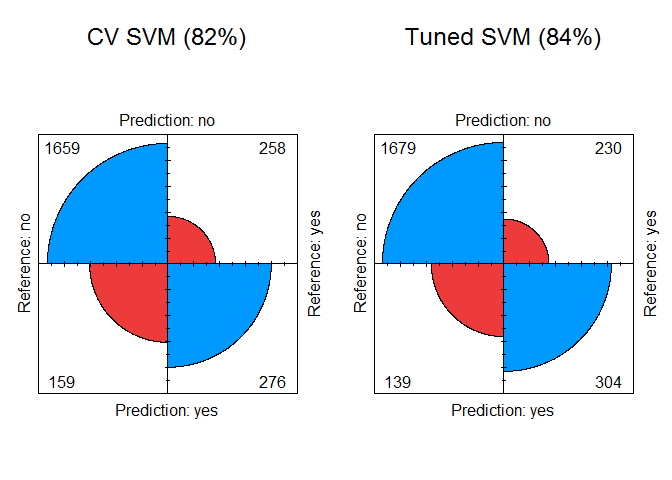 CV SVM (82%)
Prediction: no
1659
258
Reference: no
Reference: yes
159
276
Prediction: yes
Tuned SVM (84%)
Prediction: no
1679
230
Reference: no
Reference: yes
139
304
Prediction: yes